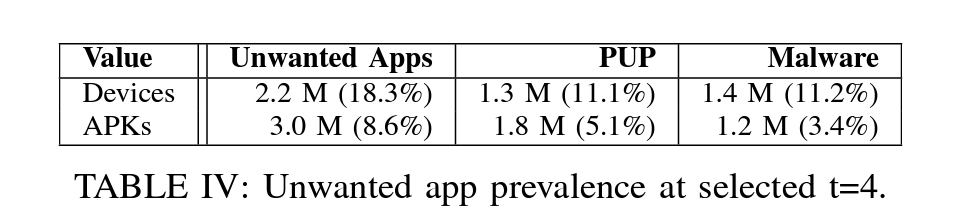 Value Unwanted Apps PUP Malware
Devices 2.2 M (18.3%) 1.3 M (11.1%) 1.4 M (11.2%)
APKs 3.0 M (8.6%) 1.8 M (5.1%) 1.2 M (3.4%)
TABLE IV: Unwanted app prevalence at selected t=4.